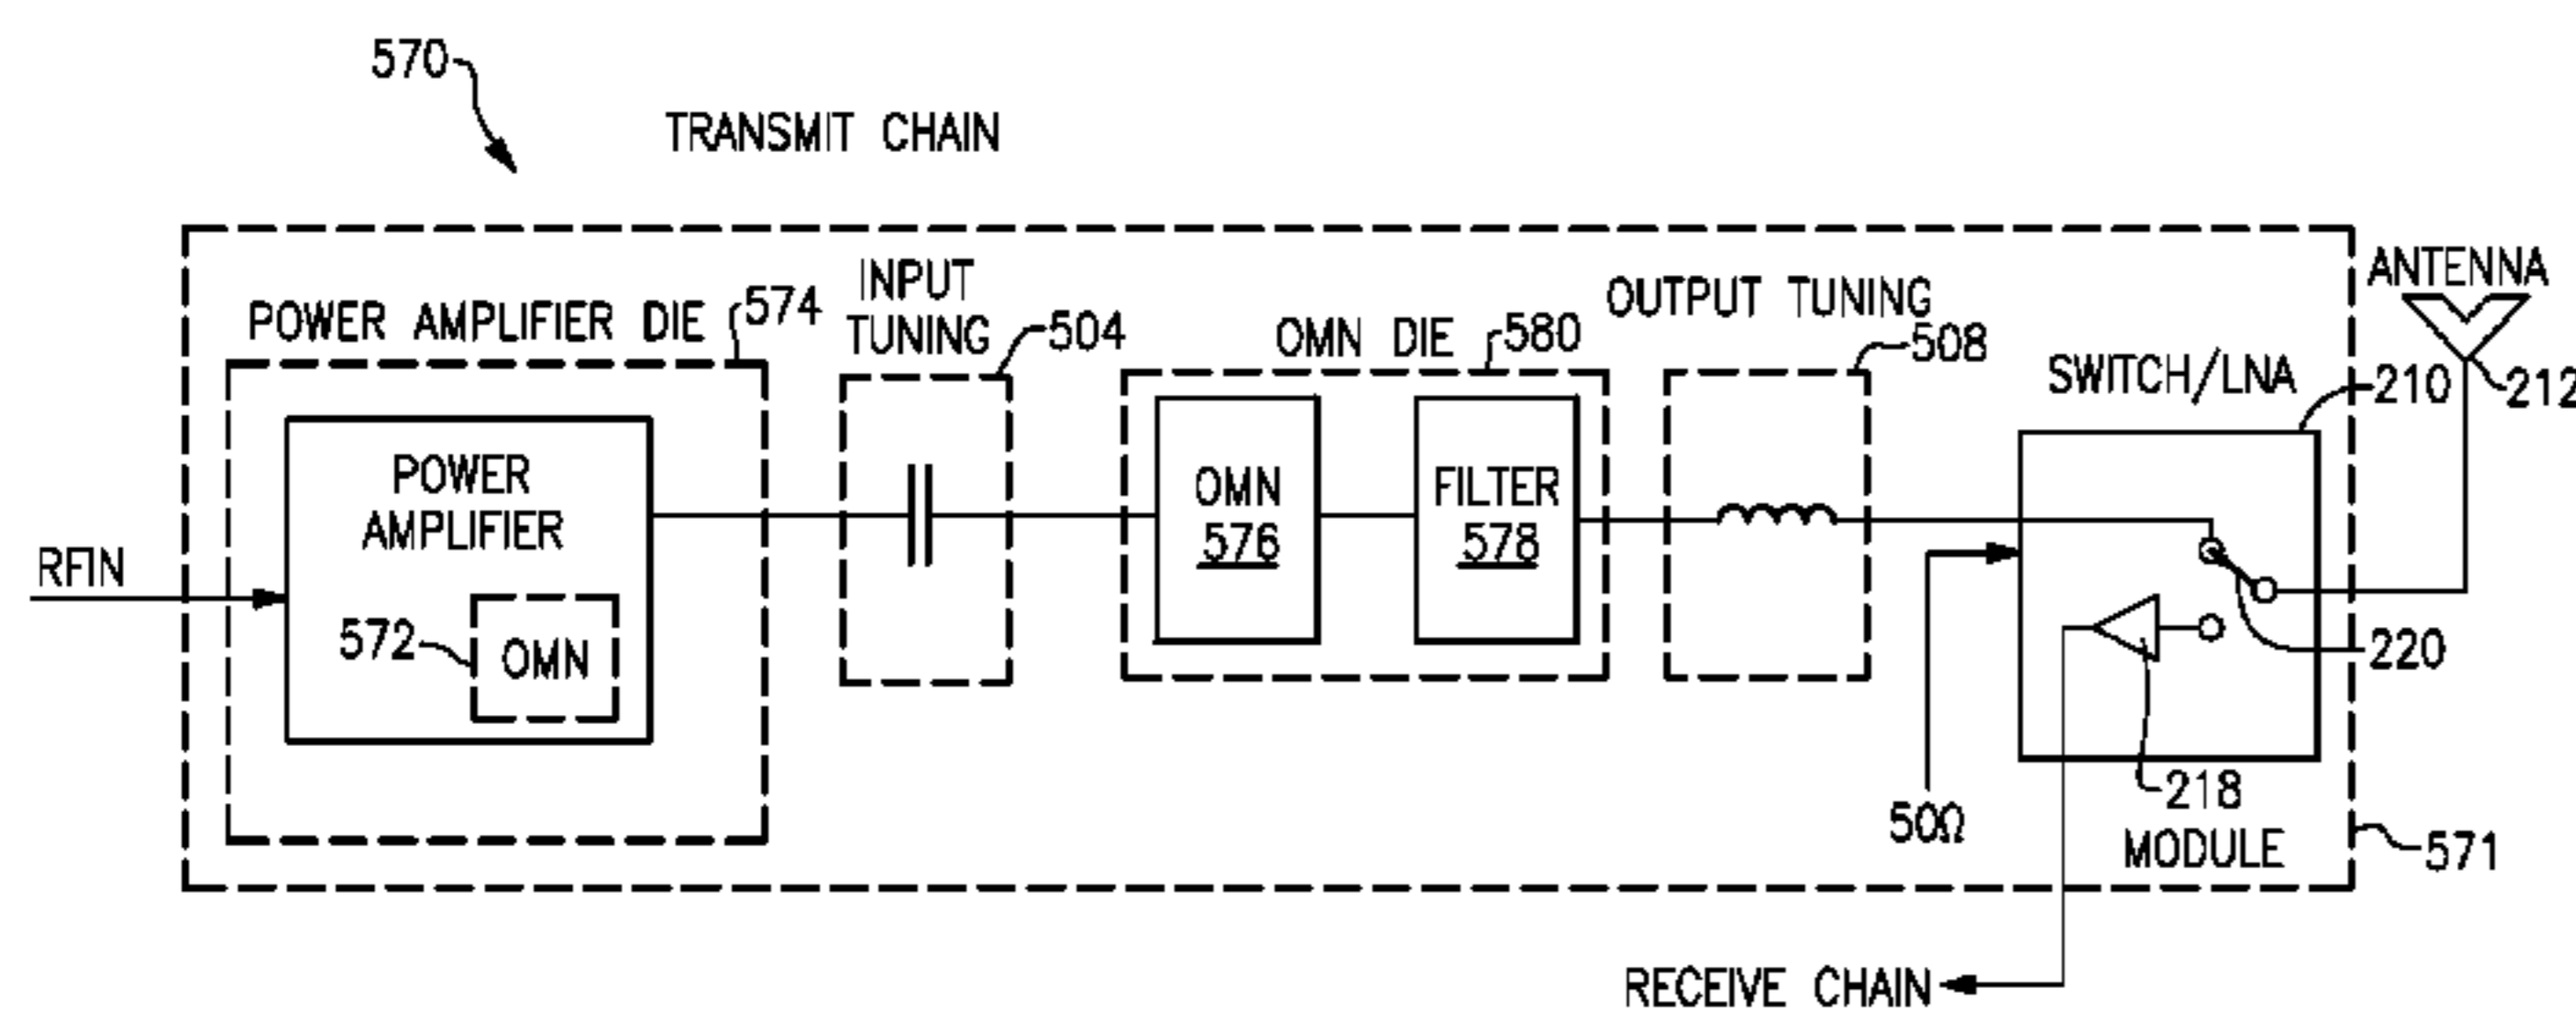 570
TRANSMIT CHAIN
ANTENNA
212
INPUT
TUNING
504
POWER AMPLIFIER DIE
574
OMN DIE
580
OUTPUT TUNING
508
SWITCH/LNA
210
POWER
AMPLIFIER
OMN
576
FILTER
578
RFIN
572
OMN
220
218
50Ω
MODULE
571
RECEIVE CHAIN